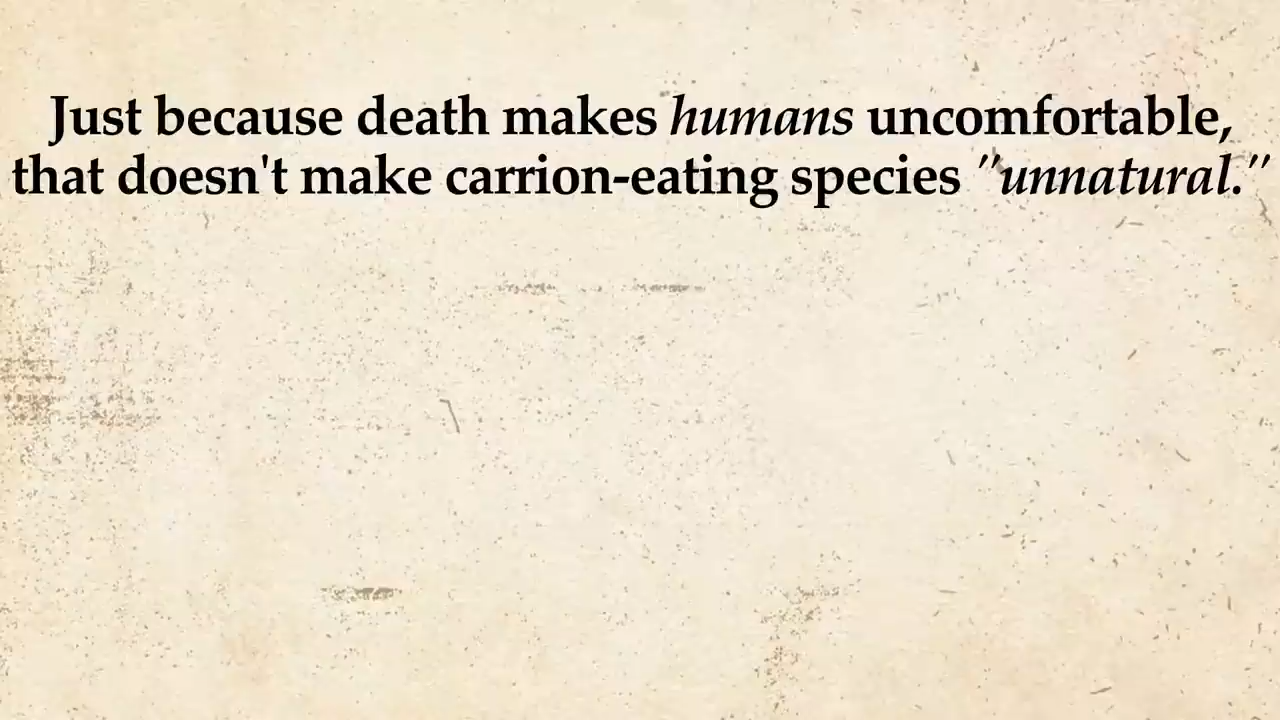 Just because death makes humans uncomfortable,
that doesn't make carrion-eating species "unnatural."